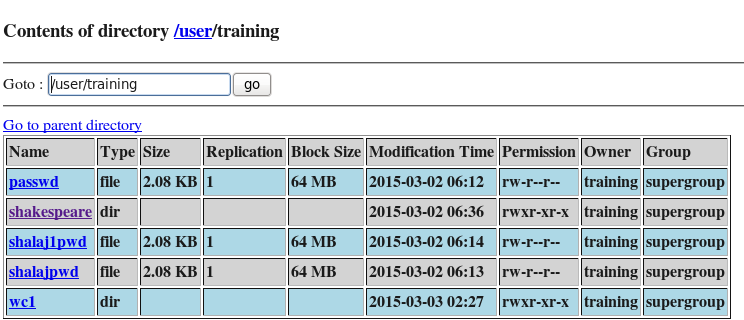 Contents of directory /user/training
Goto : /user/training go
Go to parent directory
Name Type Size Replication Block Size Modification Time Permission Owner Group
passwd file 2.08 KB 1 64 MB 2015-03-02 06:12 rw-r--r-- training supergroup
shakespeare dir 2015-03-02 06:36 rwxr-xr-x training supergroup
shalaj1pwd file 2.08 KB 1 64 MB 2015-03-02 06:14 rw-r--r-- training supergroup
shalajpwd file 2.08 KB 1 64 MB 2015-03-02 06:13 rw-r--r-- training supergroup
wc1 dir 2015-03-03 02:27 rwxr-xr-x training supergroup